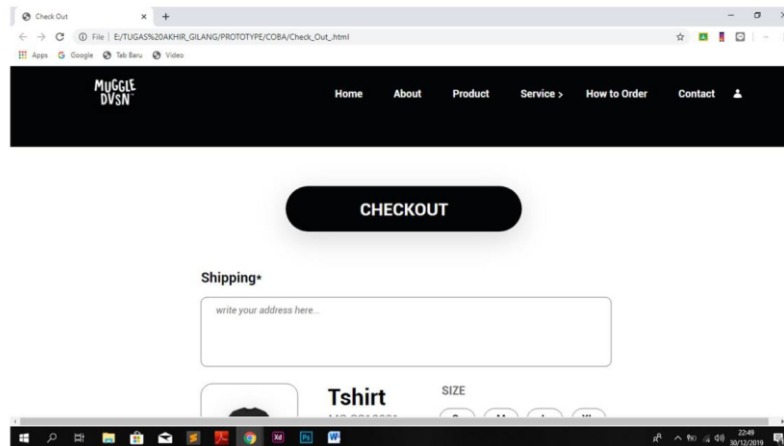 Check Out
File | E:/TUGAS%20AKHIR_GILANG/PROTOTYPE/COBA/Check_Out_.html
Apps Google Tab Baru Video
MUGGLE
DVSN
Home About Product Service > How to Order Contact
CHECKOUT
Shipping*
write your address here...
Tshirt SIZE
22:49
30/12/2019